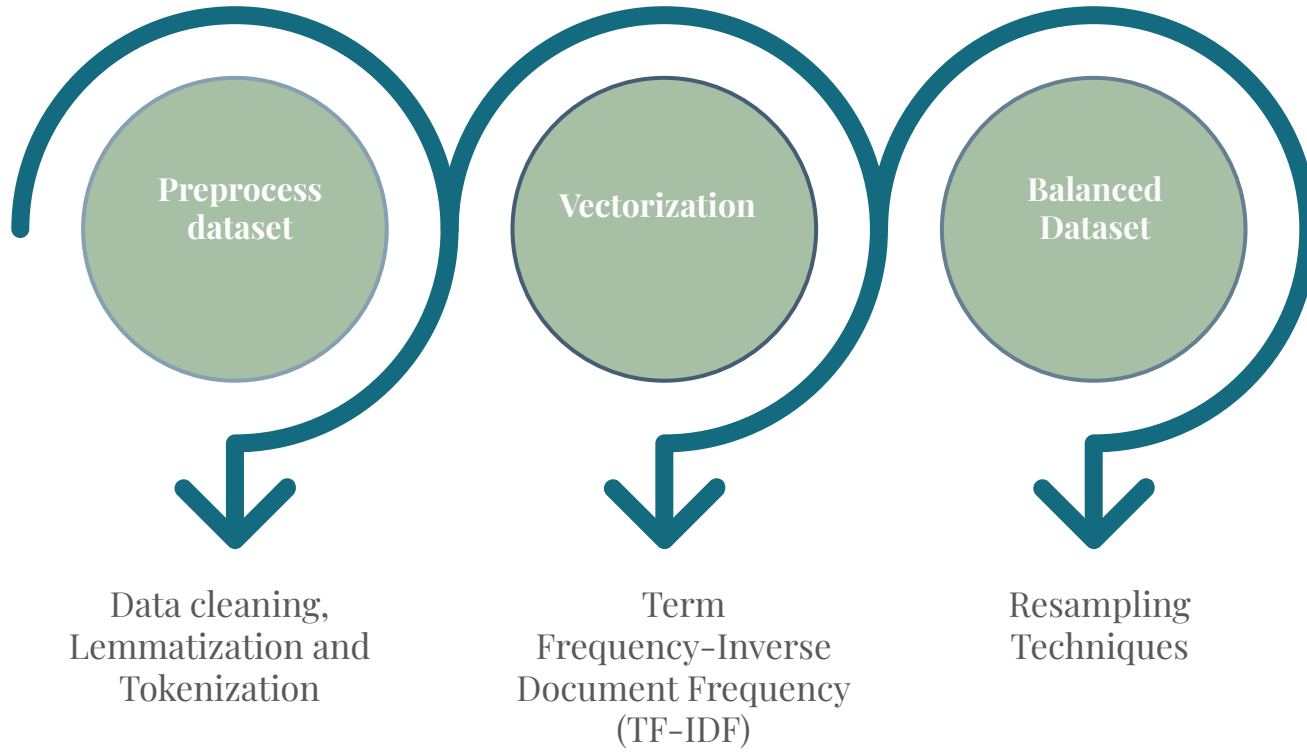 Preprocess
dataset
Vectorization
Balanced
Dataset
Data cleaning,
Lemmatization and
Tokenization
Term
Frequency-Inverse
Document Frequency
(TF-IDF)
Resampling
Techniques